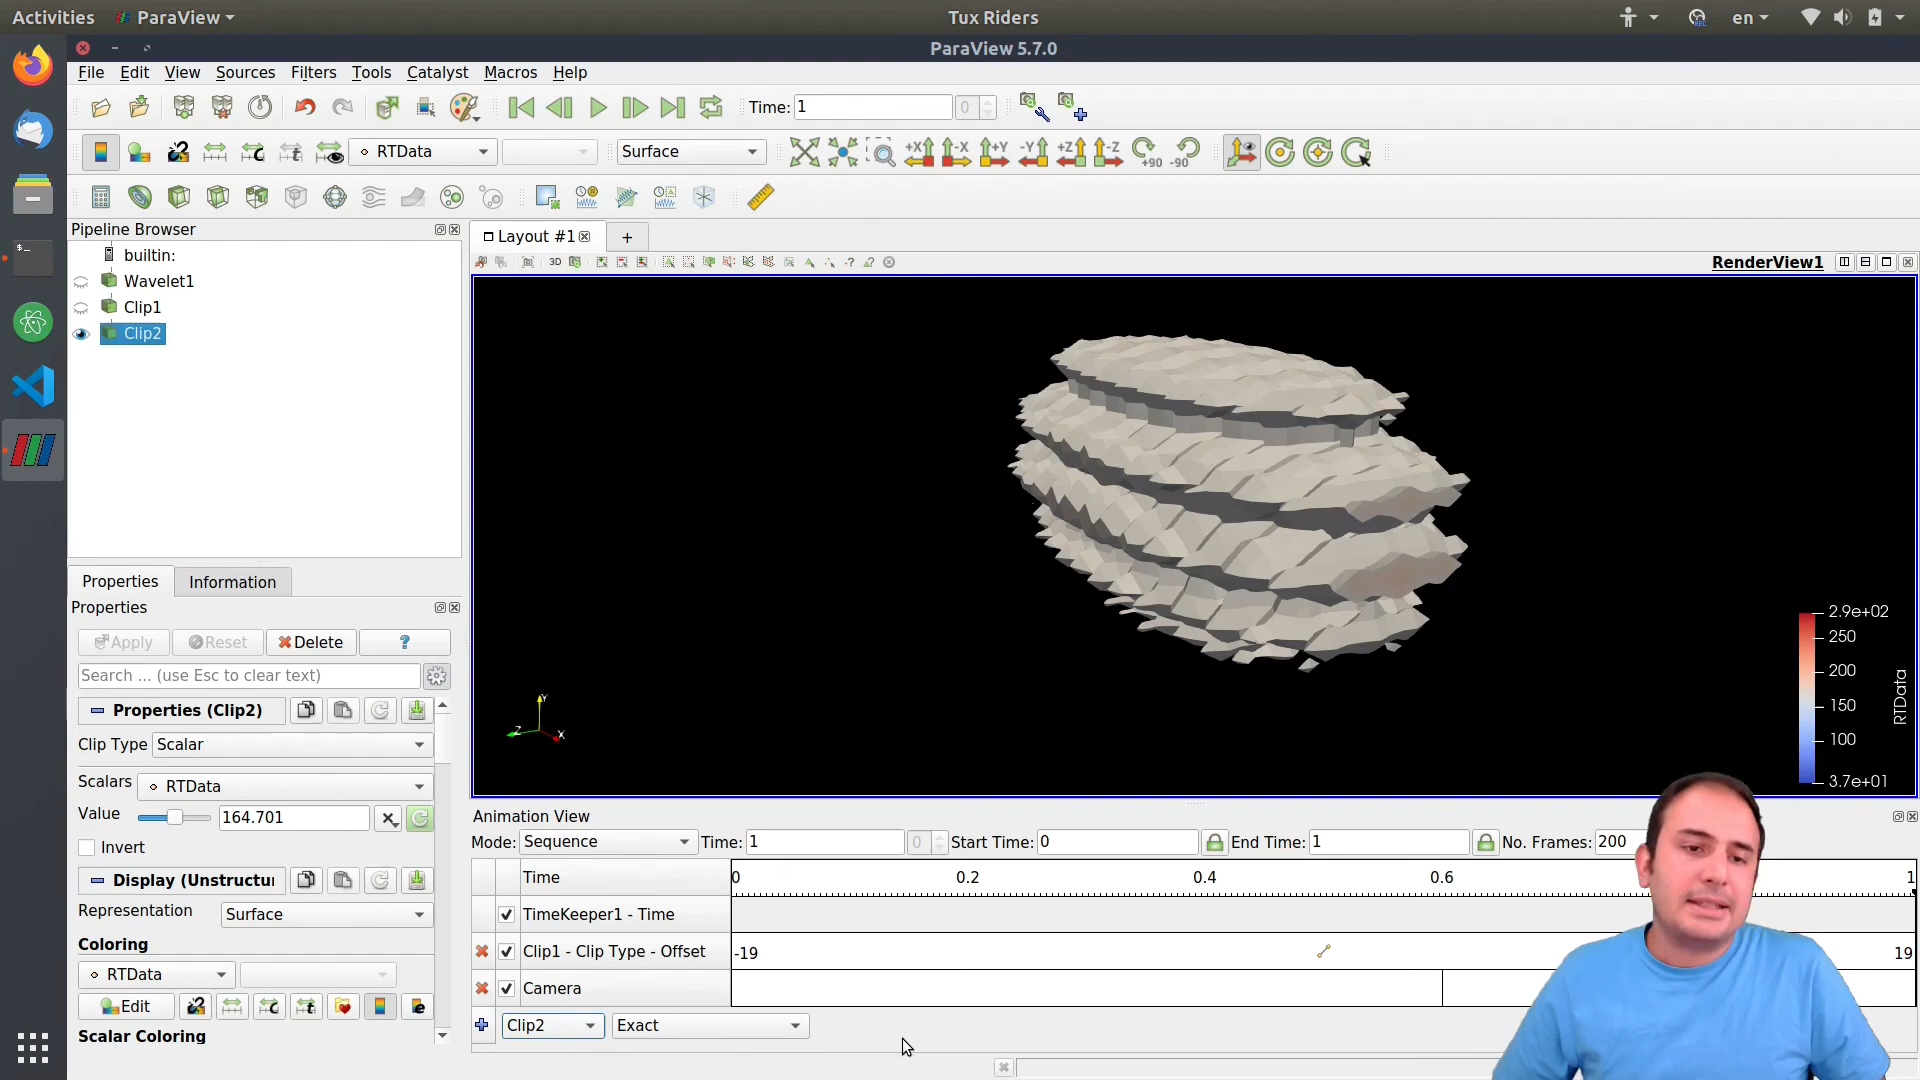 Activities ParaView Tux Riders en
ParaView 5.7.0
File Edit View Sources Filters Tools Catalyst Macros Help
Time: 1 0
RTData Surface +X -X +Y -Y +Z -Z +90 -90
Pipeline Browser
builtin:
Wavelet1
Clip1
Clip2
Layout #1 +
3D RenderView1
Y
Z X
2.9e+02
250
200
150
100
3.7e+01
RTData
Properties Information
Properties
Apply Reset Delete ?
Search ... (use Esc to clear text)
Properties (Clip2)
Clip Type Scalar
Scalars RTData
Value 164.701
Invert
Display (Unstructur
Representation Surface
Coloring
RTData
Edit
Scalar Coloring
Animation View
Mode: Sequence Time: 1 0 Start Time: 0 End Time: 1 No. Frames: 200
Time 0 0.2 0.4 0.6 1
TimeKeeper1 - Time
Clip1 - Clip Type - Offset -19 19
Camera
Clip2 Exact